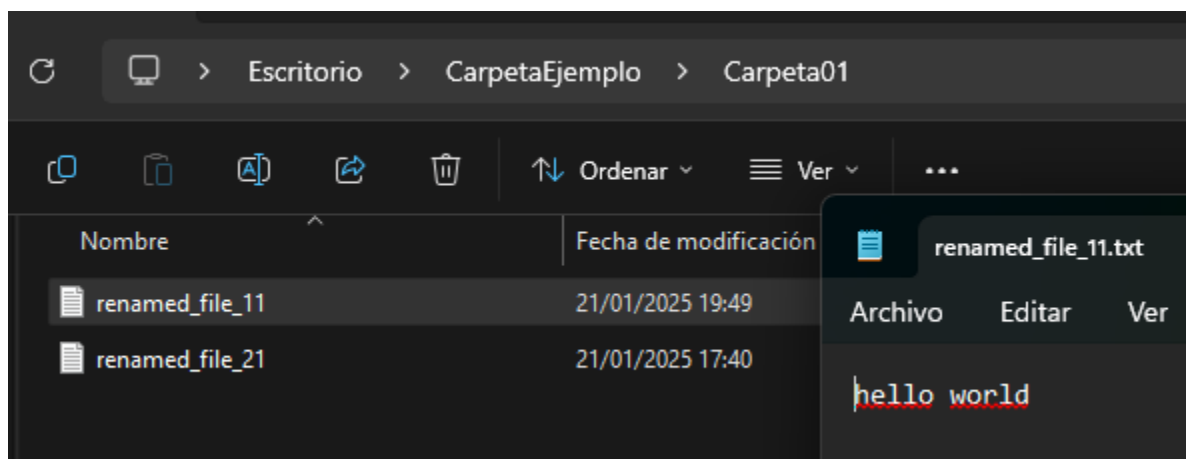 Escritorio > CarpetaEjemplo > Carpeta01
Ordenar Ver ...
Nombre Fecha de modificación
renamed_file_11 21/01/2025 19:49
renamed_file_21 21/01/2025 17:40
renamed_file_11.txt
Archivo Editar Ver
hello world